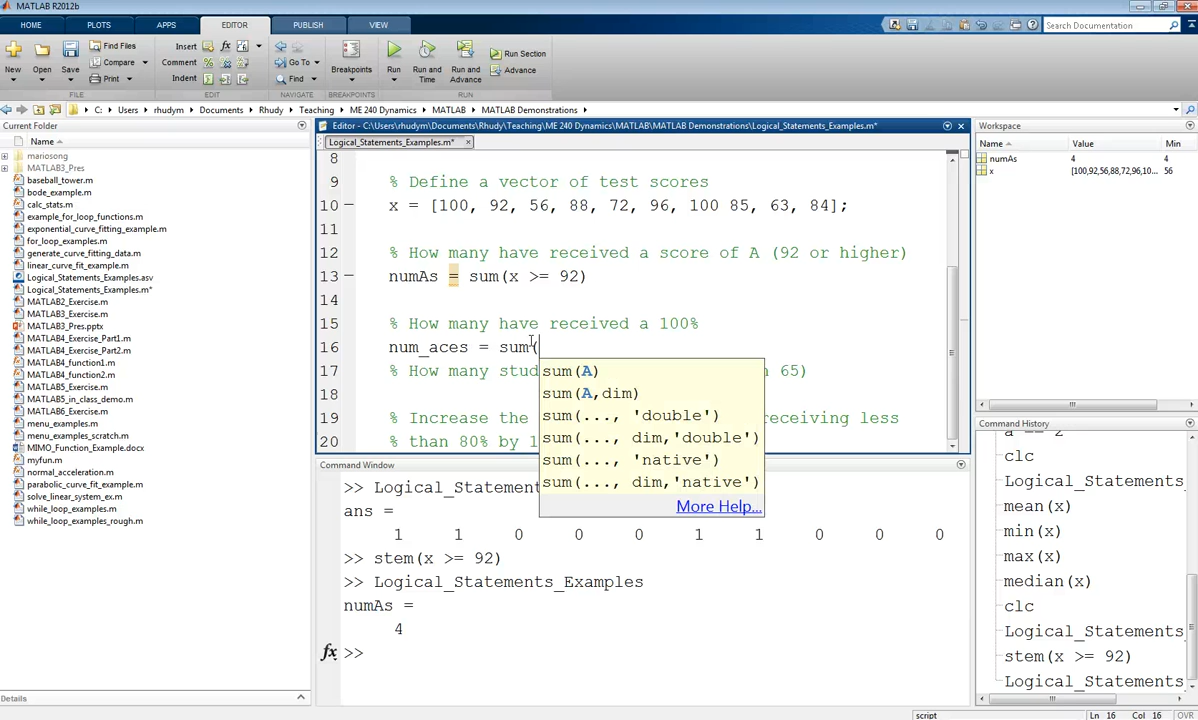 MATLAB R2012b
HOME PLOTS APPS EDITOR PUBLISH VIEW
Search Documentation
Find Files Insert fx Run Section
New Open Save Compare Comment Go To Breakpoints Run Run and Time Run and Advance Advance
Print Indent Find
FILE EDIT NAVIGATE BREAKPOINTS RUN
C: Users rhudym Documents Rhudy Teaching ME 240 Dynamics MATLAB MATLAB Demonstrations
Current Folder
Name
mariosong
MATLAB3_Pres
baseball_tower.m
bode_example.m
calc_stats.m
example_for_loop_functions.m
exponential_curve_fitting_example.m
for_loop_examples.m
generate_curve_fitting_data.m
linear_curve_fit_example.m
Logical_Statements_Examples.asv
Logical_Statements_Examples.m*
MATLAB2_Exercise.m
MATLAB3_Exercise.m
MATLAB3_Pres.pptx
MATLAB4_Exercise_Part1.m
MATLAB4_Exercise_Part2.m
MATLAB4_function1.m
MATLAB4_function2.m
MATLAB5_Exercise.m
MATLAB5_in_class_demo.m
MATLAB6_Exercise.m
menu_examples.m
menu_examples_scratch.m
MIMO_Function_Example.docx
myfun.m
normal_acceleration.m
parabolic_curve_fit_example.m
solve_linear_system_ex.m
while_loop_examples.m
while_loop_examples_rough.m
Details
Editor - C:\Users\rhudym\Documents\Rhudy\Teaching\ME 240 Dynamics\MATLAB\MATLAB Demonstrations\Logical_Statements_Examples.m*
Logical_Statements_Examples.m*
8
9 % Define a vector of test scores
10 x = [100, 92, 56, 88, 72, 96, 100 85, 63, 84];
11
12 % How many have received a score of A (92 or higher)
13 numAs = sum(x >= 92)
14
15 % How many have received a 100%
16 num_aces = sum(
17 % How many stud n 65)
18
19 % Increase the receiving less
20 % than 80% by 1
sum(A)
sum(A,dim)
sum(..., 'double')
sum(..., dim,'double')
sum(..., 'native')
sum(..., dim,'native')
More Help...
Command Window
>> Logical_Statement
ans =
1 1 0 0 0 1 1 0 0 0
>> stem(x >= 92)
>> Logical_Statements_Examples
numAs =
4
fx >>
Workspace
Name Value Min
numAs 4 4
x [100,92,56,88,72,96,10... 56
Command History
a == 2
clc
Logical_Statements_
mean(x)
min(x)
max(x)
median(x)
clc
Logical_Statements_
stem(x >= 92)
Logical_Statements_
script Ln 16 Col 16 OVR